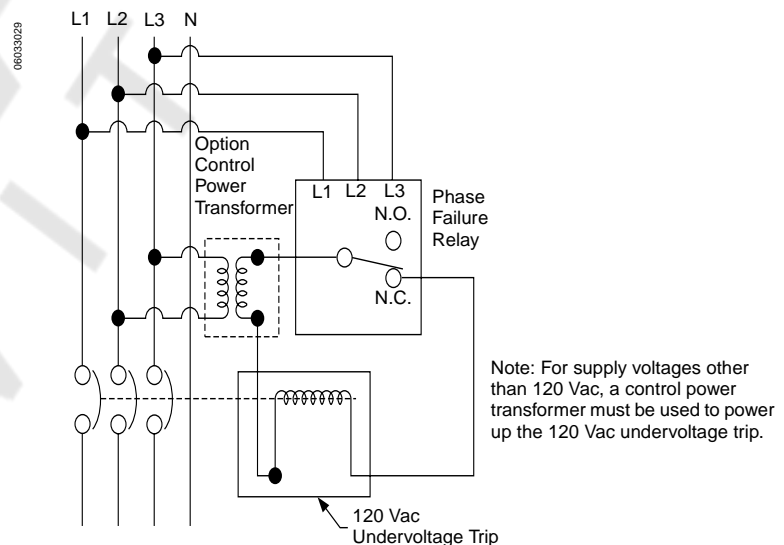 06033029
L1 L2 L3 N
Option
Control
Power
Transformer
L1 L2 L3
N.O.
N.C.
Phase
Failure
Relay
Note: For supply voltages other
than 120 Vac, a control power
transformer must be used to power
up the 120 Vac undervoltage trip.
120 Vac
Undervoltage Trip